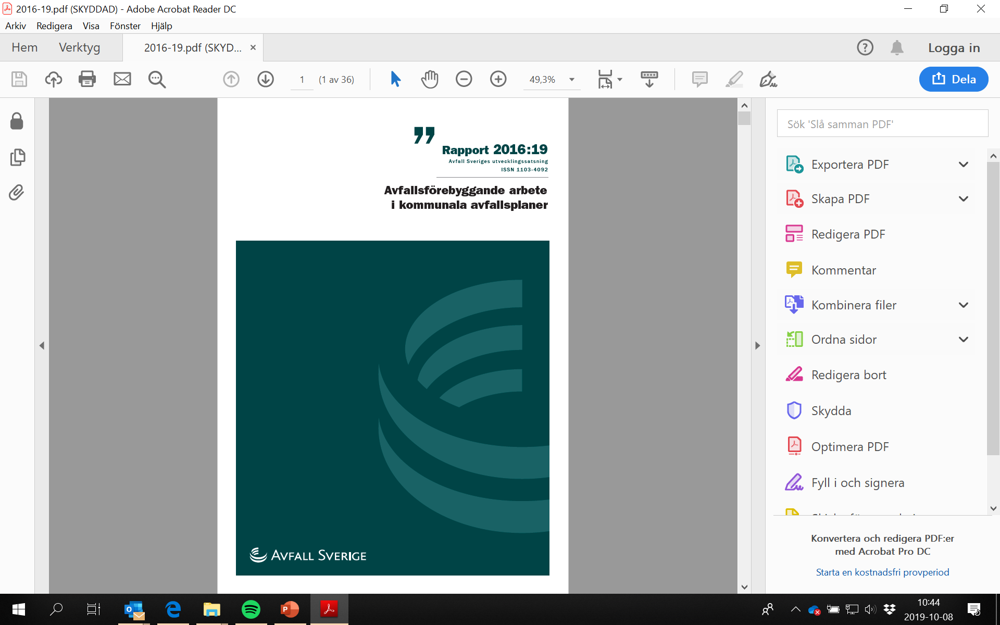 2016-19.pdf (SKYDDAD) - Adobe Acrobat Reader DC
Arkiv Redigera Visa Fönster Hjälp
Hem Verktyg 2016-19.pdf (SKYD... × Logga in
1 (1 av 36) 49,3% Dela
Rapport 2016:19
Avfall Sveriges utvecklingssatsning
ISSN 1103-4092
Avfallsförebyggande arbete
i kommunala avfallsplaner
AVFALL SVERIGE
Sök 'Slå samman PDF'
Exportera PDF
Skapa PDF
Redigera PDF
Kommentar
Kombinera filer
Ordna sidor
Redigera bort
Skydda
Optimera PDF
Fyll i och signera
Konvertera och redigera PDF:er
med Acrobat Pro DC
Starta en kostnadsfri provperiod
10:44
2019-10-08